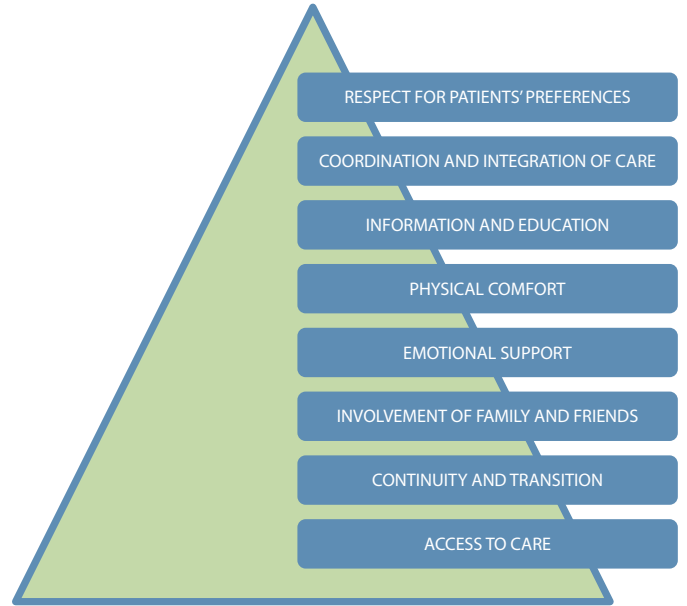 RESPECT FOR PATIENTS' PREFERENCES
COORDINATION AND INTEGRATION OF CARE
INFORMATION AND EDUCATION
PHYSICAL COMFORT
EMOTIONAL SUPPORT
INVOLVEMENT OF FAMILY AND FRIENDS
CONTINUITY AND TRANSITION
ACCESS TO CARE